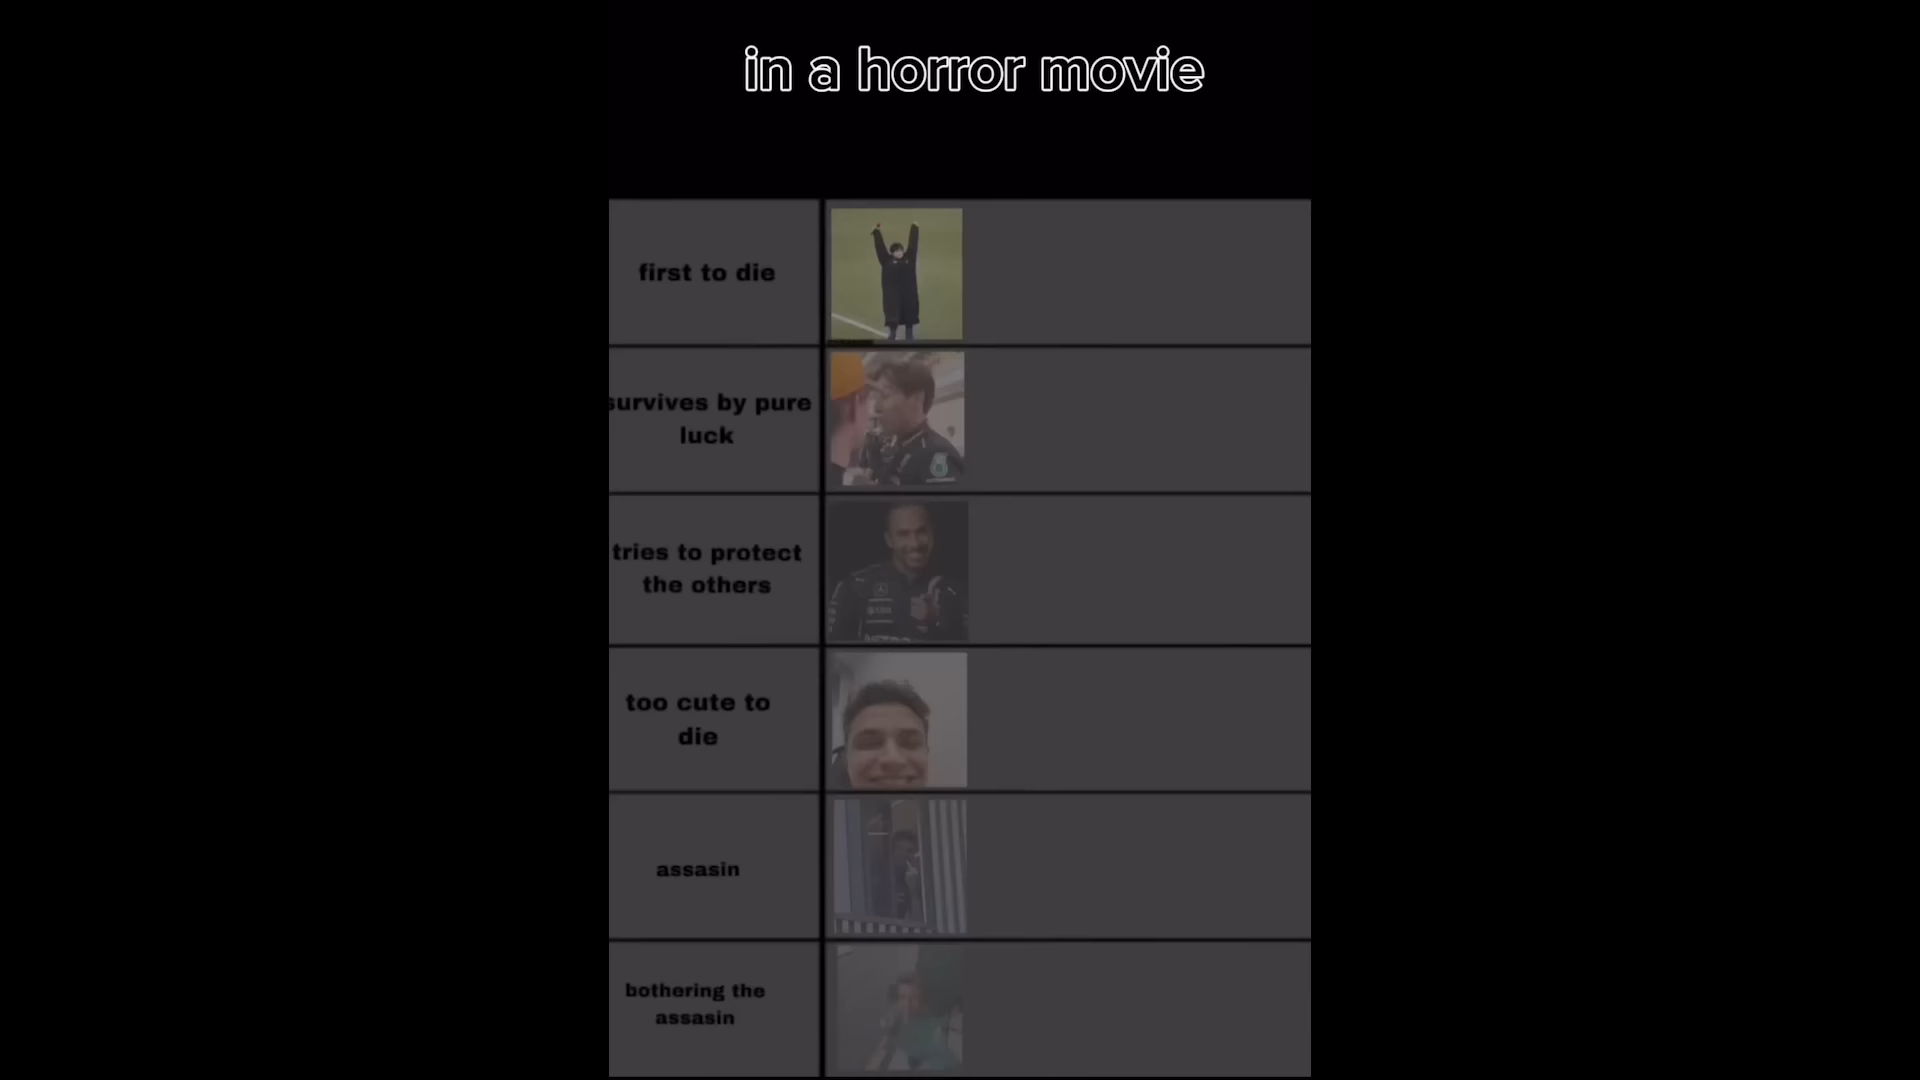 in a horror movie
first to die
survives by pure
luck
tries to protect
the others
too cute to
die
assasin
bothering the
assasin